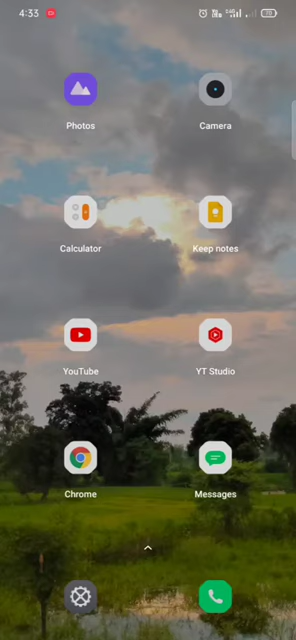 4:33
Photos
Camera
Calculator
Keep notes
YouTube
YT Studio
Chrome
Messages